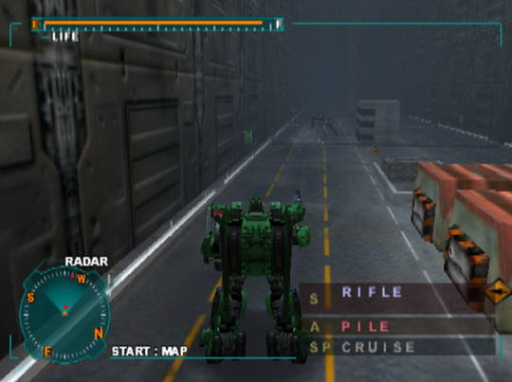 E F
LIFE
RADAR
S W
E N
START : MAP
S RIFLE
A PILE
SP CRUISE